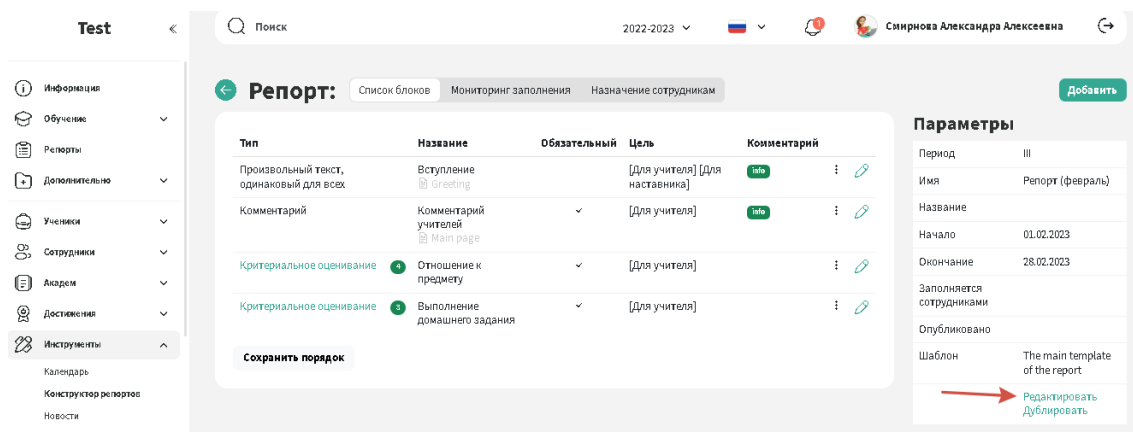 Test
«
Поиск
2022-2023
1
Смирнова Александра Алексеевна
Информация
Обучение
Репорты
Дополнительно
Ученики
Сотрудники
Академ
Достижения
Инструменты
Календарь
Конструктор репортов
Новости
Репорт:
Список блоков
Мониторинг заполнения
Назначение сотрудникам
Добавить
Тип Название Обязательный Цель Комментарий
Произвольный текст, Вступление [Для учителя] [Для info
одинаковый для всех Greeting наставника]
Комментарий Комментарий [Для учителя] info
учителей
Main page
Критериальное оценивание 4 Отношение к [Для учителя]
предмету
Критериальное оценивание 3 Выполнение [Для учителя]
домашнего задания
Сохранить порядок
Параметры
Период III
Имя Репорт (февраль)
Название
Начало 01.02.2023
Окончание 28.02.2023
Заполняется
сотрудниками
Опубликовано
Шаблон The main template
of the report
Редактировать
Дублировать